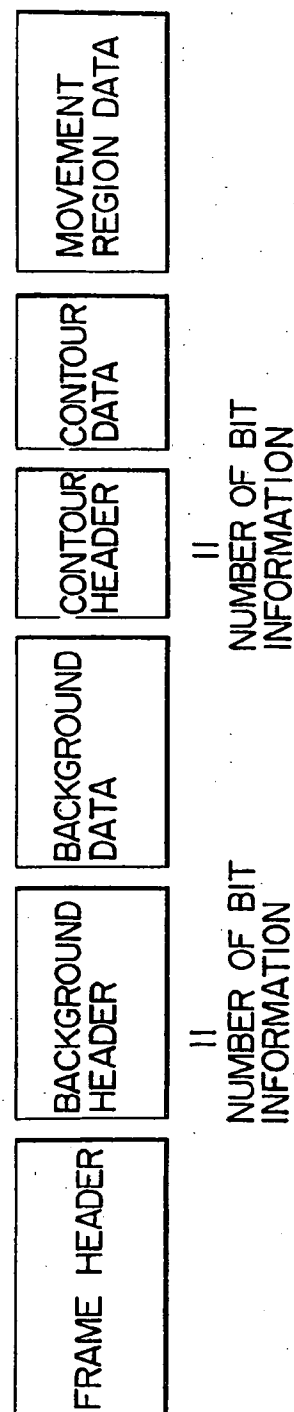 FRAME HEADER
BACKGROUND
HEADER
=
NUMBER OF BIT
INFORMATION
BACKGROUND
DATA
CONTOUR
HEADER
=
NUMBER OF BIT
INFORMATION
CONTOUR
DATA
MOVEMENT
REGION DATA